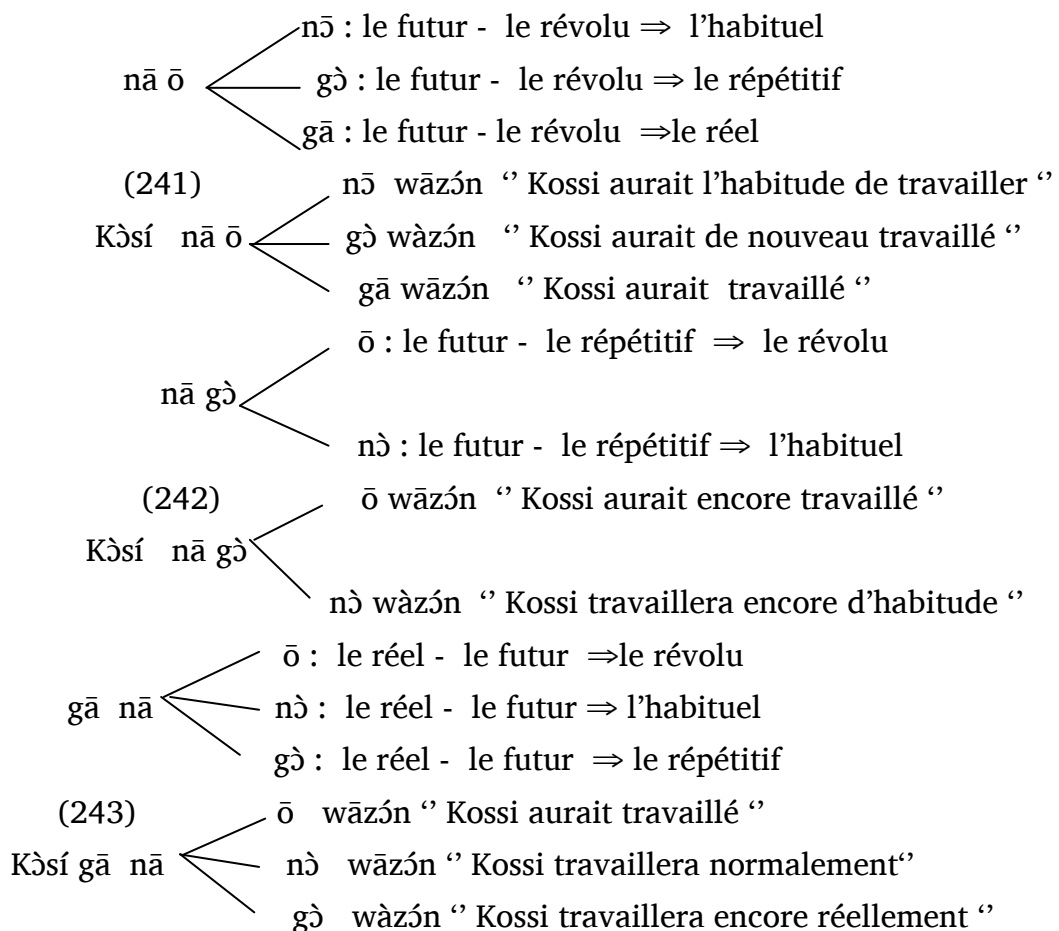 nɔ̄ : le futur -  le révolu ⇒  l'habituel
nā ō   gɔ̀ : le futur -  le révolu ⇒ le répétitif
gā : le futur - le révolu  ⇒le réel
(241)   nɔ̄  wāzɔ́n   ‘’ Kossi aurait l’habitude de travailler ‘’
Kɔ̀sí   nā ō   gɔ̀ wàzɔ́n   ‘’ Kossi aurait de nouveau travaillé ‘’
gā wāzɔ́n   ‘’ Kossi aurait  travaillé ‘’
ō : le futur -  le répétitif  ⇒  le révolu
nā gɔ̀
nɔ̀ : le futur -  le répétitif ⇒  l’habituel
(242)   ō wāzɔ́n  ‘’ Kossi aurait encore travaillé ‘’
Kɔ̀sí   nā gɔ̀
nɔ̀ wàzɔ́n  ‘’ Kossi travaillera encore d’habitude ‘’
ō :  le réel -  le futur  ⇒le révolu
gā  nā   nɔ̀ :  le réel -  le futur ⇒ l’habituel
gɔ̀ :  le réel -  le futur  ⇒ le répétitif
(243)   ō   wāzɔ́n ‘’ Kossi aurait travaillé ‘’
Kɔ̀sí gā  nā   nɔ̀   wāzɔ́n ‘’ Kossi travaillera normalement‘’
gɔ̀   wàzɔ́n ‘’ Kossi travaillera encore réellement ‘’